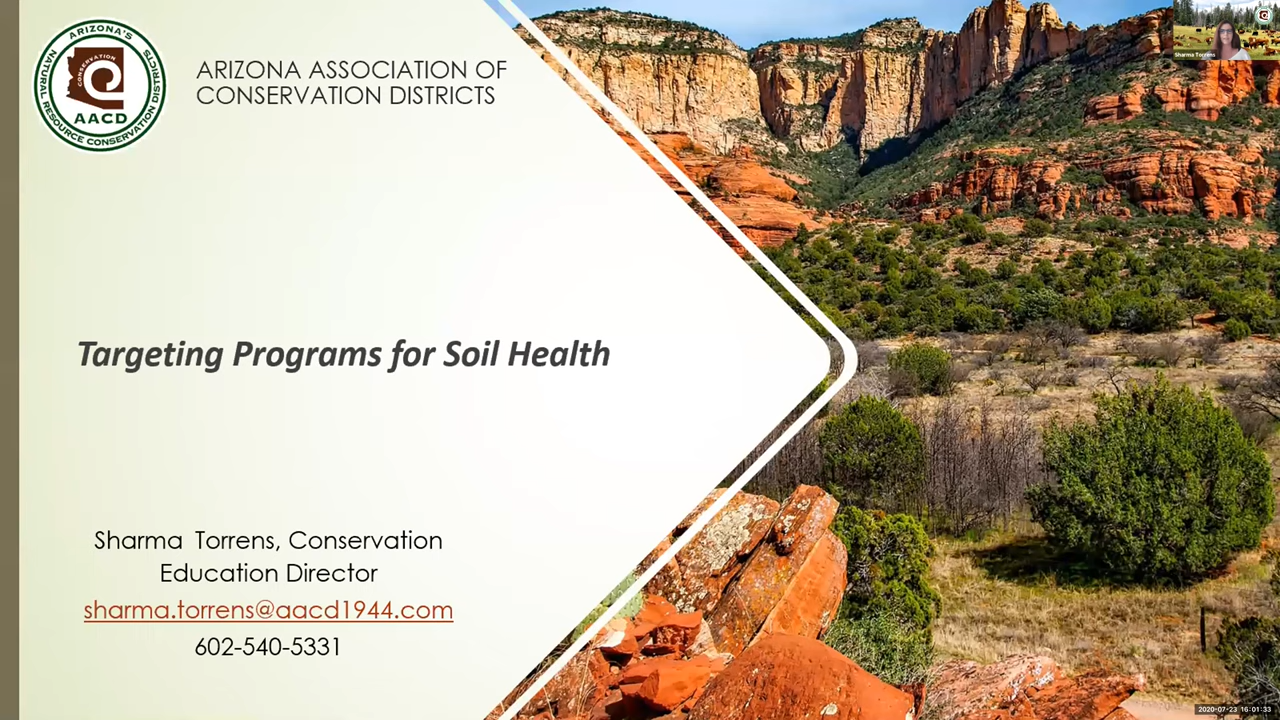 ARIZONA'S
NATURAL RESOURCE CONSERVATION DISTRICTS
CONSERVATION
AACD
ARIZONA ASSOCIATION OF
CONSERVATION DISTRICTS
Sharma Torrens
Targeting Programs for Soil Health
Sharma Torrens, Conservation
Education Director
sharma.torrens@aacd1944.com
602-540-5331
2020-07-23 16:01:33